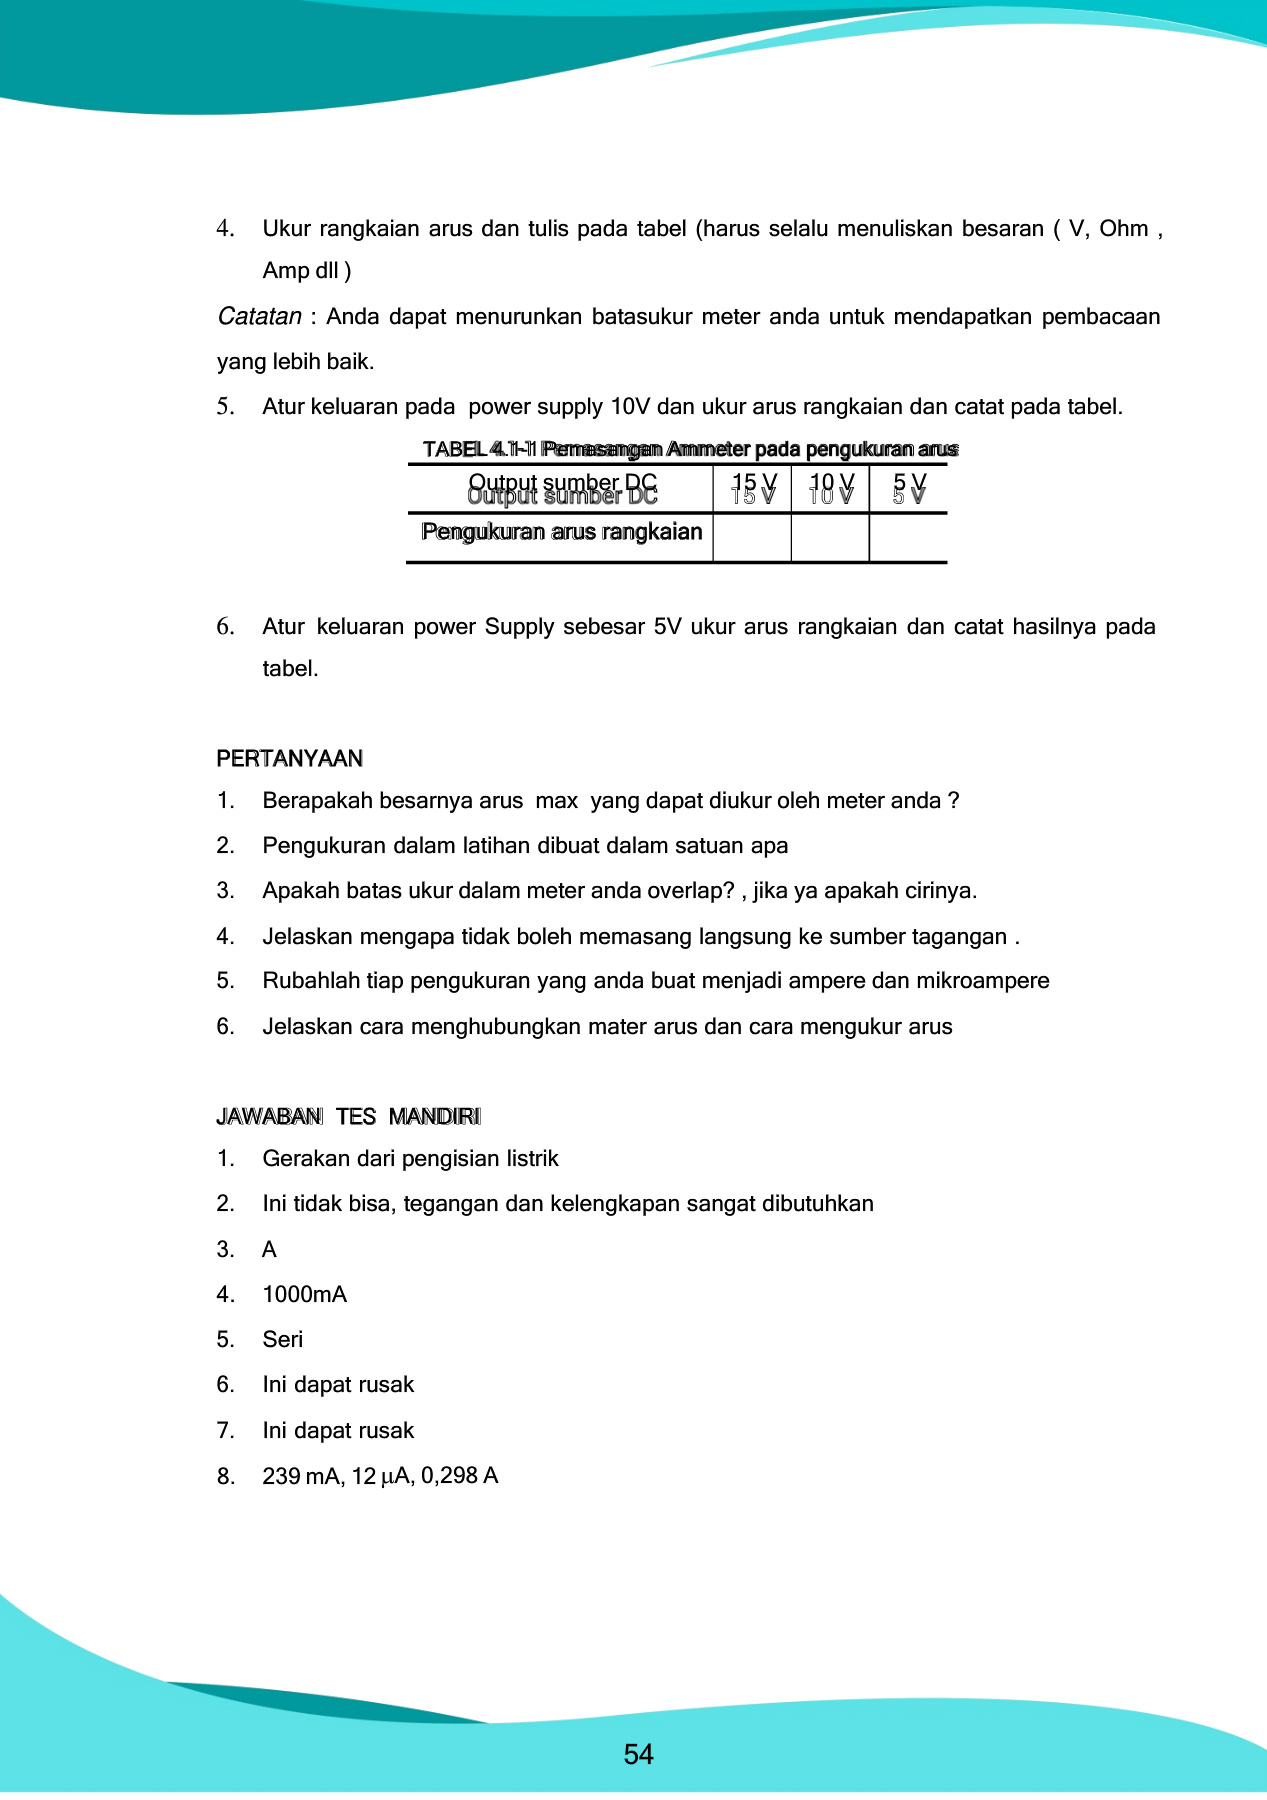 4. Ukur rangkaian arus dan tulis pada tabel (harus selalu menuliskan besaran ( V, Ohm ,
Amp dll )
Catatan : Anda dapat menurunkan batasukur meter anda untuk mendapatkan pembacaan
yang lebih baik.
5. Atur keluaran pada power supply 10V dan ukur arus rangkaian dan catat pada tabel.
TABEL 4.1-1 Pemasangan Ammeter pada pengukuran arus
Output sumber DC 15 V 10 V 5 V
Pengukuran arus rangkaian
6. Atur keluaran power Supply sebesar 5V ukur arus rangkaian dan catat hasilnya pada
tabel.
PERTANYAAN
1. Berapakah besarnya arus max yang dapat diukur oleh meter anda ?
2. Pengukuran dalam latihan dibuat dalam satuan apa
3. Apakah batas ukur dalam meter anda overlap? , jika ya apakah cirinya.
4. Jelaskan mengapa tidak boleh memasang langsung ke sumber tagangan .
5. Rubahlah tiap pengukuran yang anda buat menjadi ampere dan mikroampere
6. Jelaskan cara menghubungkan mater arus dan cara mengukur arus
JAWABAN TES MANDIRI
1. Gerakan dari pengisian listrik
2. Ini tidak bisa, tegangan dan kelengkapan sangat dibutuhkan
3. A
4. 1000mA
5. Seri
6. Ini dapat rusak
7. Ini dapat rusak
8. 239 mA, 12 µA, 0,298 A
54